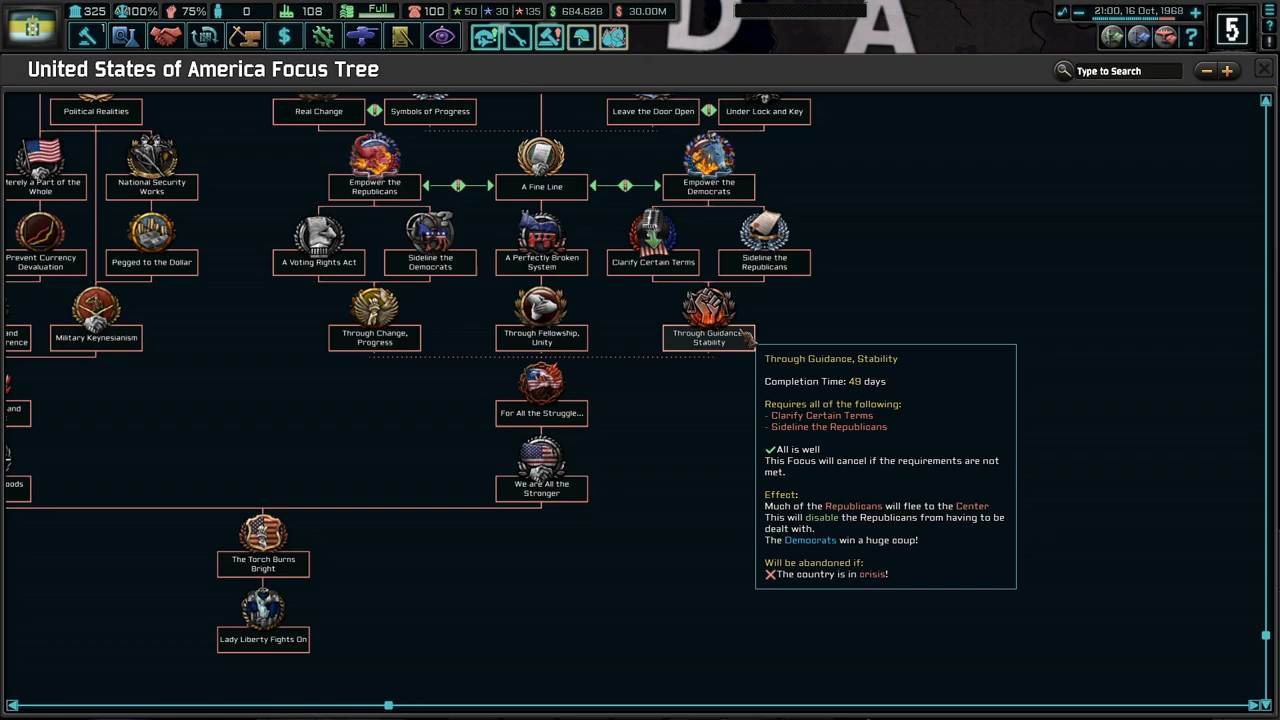 325 100% 75% 0 108 Full 100 50 30 135 $ 684.628 $ 30.00M 21:00, 16 Oct, 1968
5
United States of America Focus Tree
Type to Search
Political Realities
Real Change
Symbols of Progress
Leave the Door Open
Under Lock and Key
Merely a Part of the
Whole
National Security
Works
Empower the
Republicans
A Fine Line
Empower the
Democrats
Prevent Currency
Devaluation
Pegged to the Dollar
A Voting Rights Act
Sideline the
Democrats
A Perfectly Broken
System
Clarify Certain Terms
Sideline the
Republicans
and
rence
Military Keynesianism
Through Change,
Progress
Through Fellowship,
Unity
Through Guidance,
Stability
Through Guidance, Stability
Completion Time: 49 days
Requires all of the following:
- Clarify Certain Terms
- Sideline the Republicans
All is well
This Focus will cancel if the requirements are not
met.
Effect:
Much of the Republicans will flee to the Center
This will disable the Republicans from having to be
dealt with.
The Democrats win a huge coup!
Will be abandoned if:
The country is in crisis!
and
For All the Struggle...
oods
We are All the
Stronger
The Torch Burns
Bright
Lady Liberty Fights On